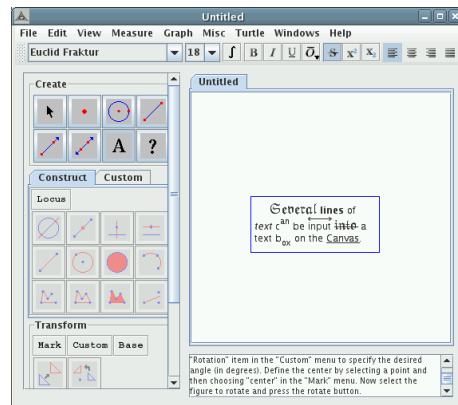 Untitled
File Edit View Measure Graph Misc Turtle Windows Help
Euclid Fraktur 18 ∫ B I U O, S x² X₂
Create
A ?
Construct Custom
Locus
Transform
Mark Custom Base
Untitled
Several lines of
text can be input into a
text box on the Canvas.
"Rotation" item in the "Custom" menu to specify the desired
angle (in degrees). Define the center by selecting a point and
then choosing "center" in the "Mark" menu. Now select the
figure to rotate and press the rotate button.